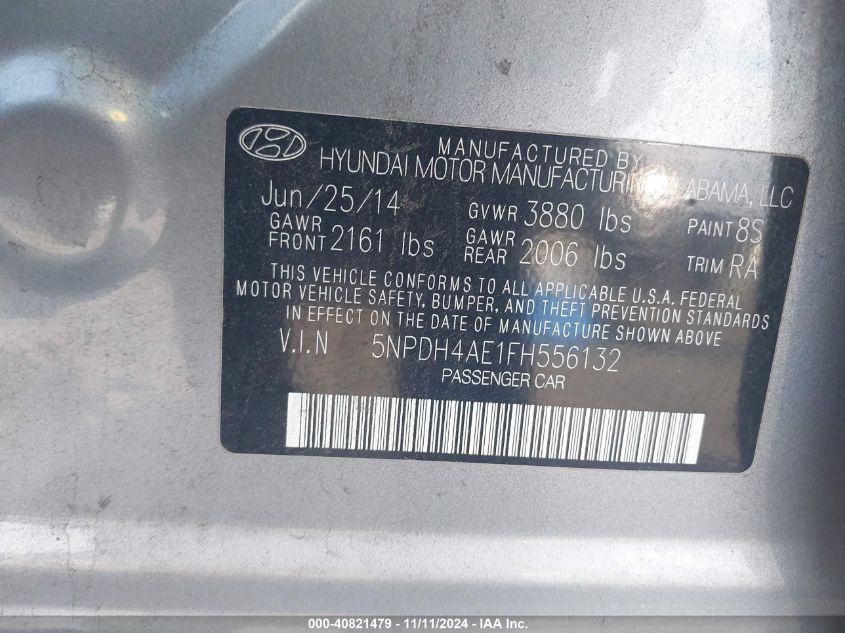 MANUFACTURED BY
HYUNDAI MOTOR MANUFACTURING ALABAMA, LLC
Jun/25/14 GVWR 3880 lbs PAINT 8S
GAWR FRONT 2161 lbs GAWR REAR 2006 lbs TRIM RA
THIS VEHICLE CONFORMS TO ALL APPLICABLE U.S.A. FEDERAL
MOTOR VEHICLE SAFETY, BUMPER, AND THEFT PREVENTION STANDARDS
IN EFFECT ON THE DATE OF MANUFACTURE SHOWN ABOVE
V.I.N 5NPDH4AE1FH556132
PASSENGER CAR
000-40821479 - 11/11/2024 - IAA Inc.